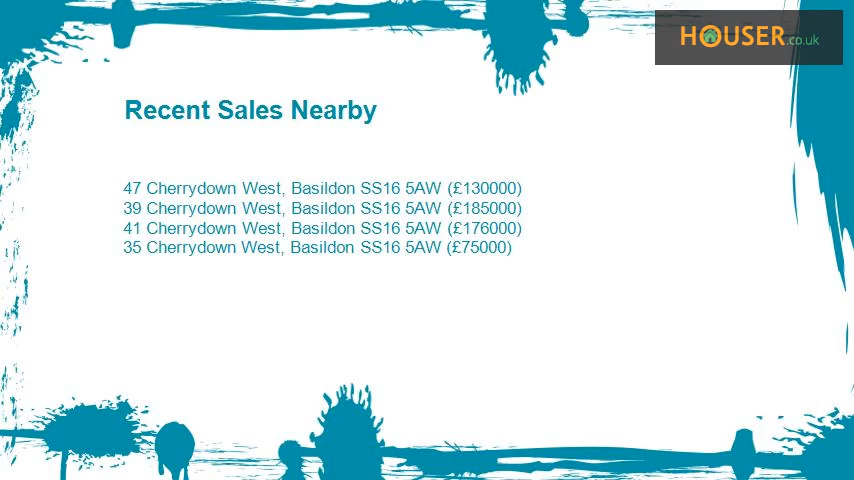 HOUSER.co.uk
Recent Sales Nearby
47 Cherrydown West, Basildon SS16 5AW (£130000)
39 Cherrydown West, Basildon SS16 5AW (£185000)
41 Cherrydown West, Basildon SS16 5AW (£176000)
35 Cherrydown West, Basildon SS16 5AW (£75000)